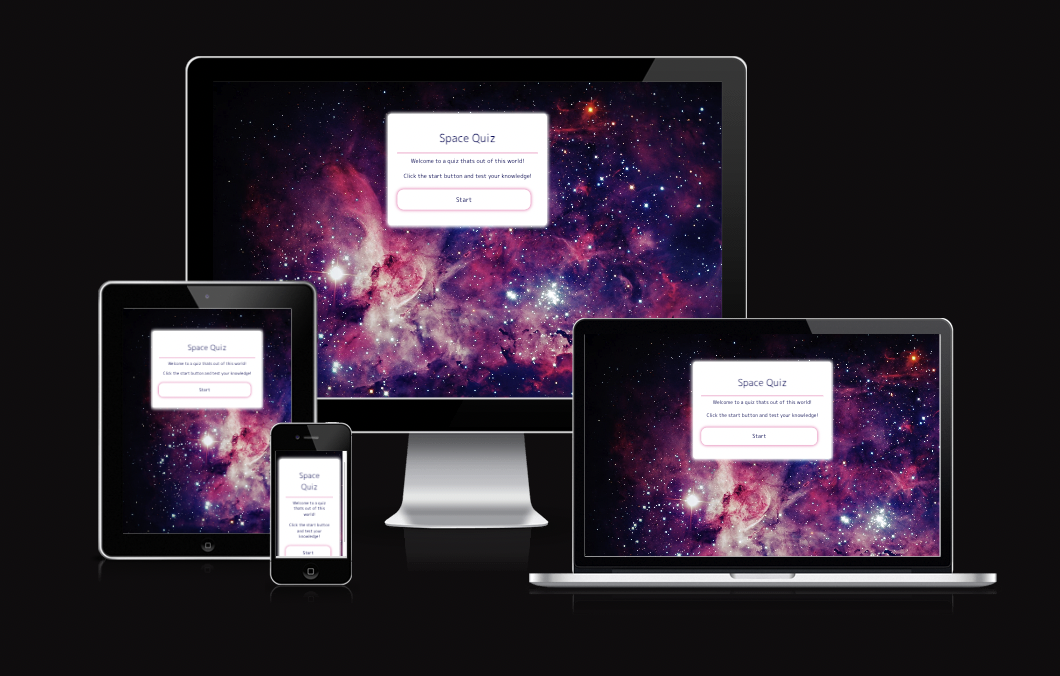 Space Quiz
Welcome to a quiz thats out of this world!
Click the start button and test your knowledge!
Start
Space Quiz
Welcome to a quiz thats out of this world!
Click the start button and test your knowledge!
Start
Space
Quiz
Welcome to a quiz
thats out of this
world!
Click the start button
and test your
knowledge!
Start
Space Quiz
Welcome to a quiz thats out of this world!
Click the start button and test your knowledge!
Start